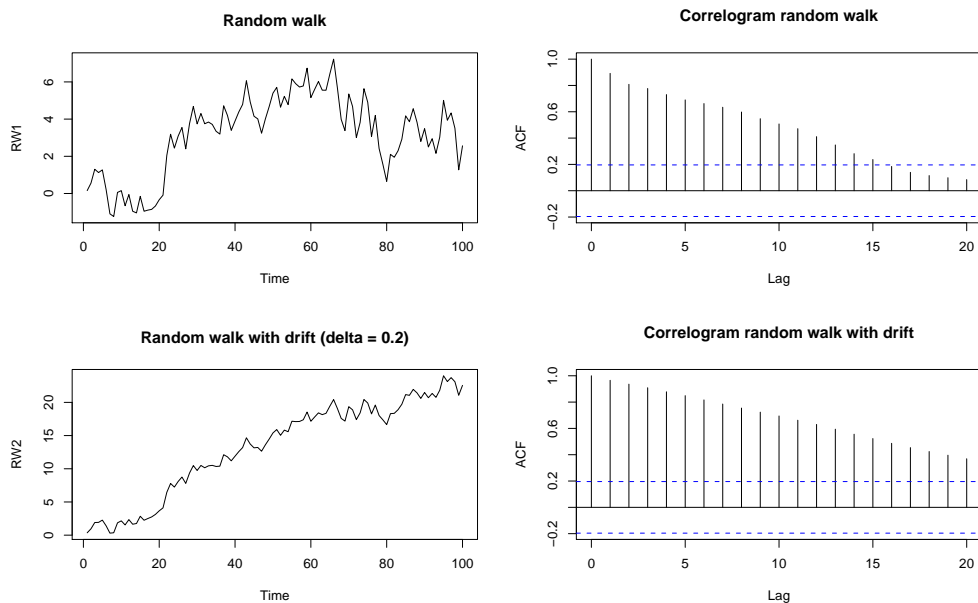 Random walk
RW1
0
2
4
6
0 20 40 60 80 100
Time
Correlogram random walk
ACF
−0.2
0.2
0.6
1.0
0 5 10 15 20
Lag
Random walk with drift (delta = 0.2)
RW2
0
5
10
15
20
0 20 40 60 80 100
Time
Correlogram random walk with drift
ACF
−0.2
0.2
0.6
1.0
0 5 10 15 20
Lag